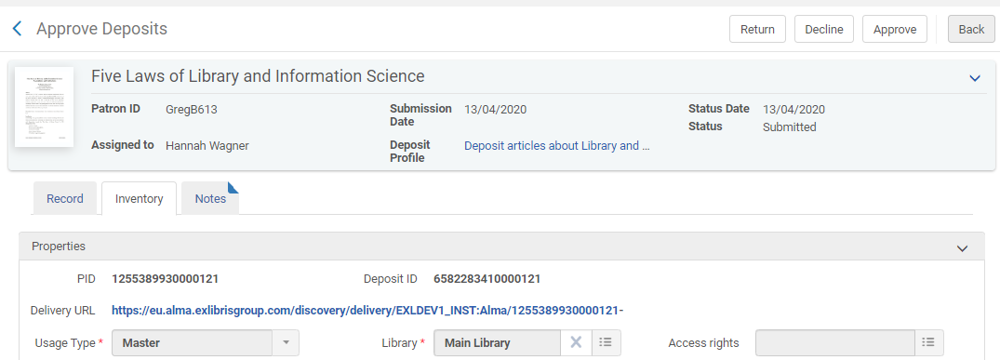 Approve Deposits Return Decline Approve Back
Five Laws of Library and Information Science
Patron ID GregB613 Submission Date 13/04/2020 Status Date 13/04/2020
Status Submitted
Assigned to Hannah Wagner Deposit Profile Deposit articles about Library and ...
Record Inventory Notes
Properties
PID 1255389930000121 Deposit ID 6582283410000121
Delivery URL https://eu.alma.exlibrisgroup.com/discovery/delivery/EXLDEV1_INST:Alma/1255389930000121-
Usage Type * Master Library * Main Library Access rights